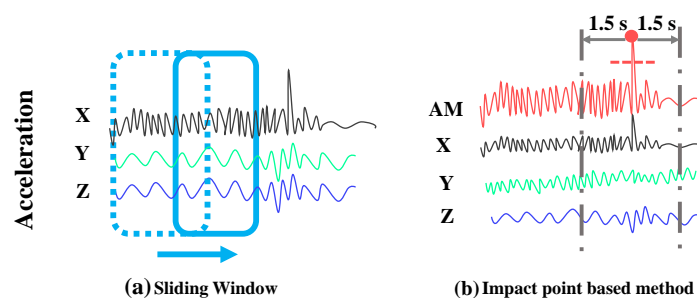 1.5 s 1.5 s
Acceleration
X
Y
Z
AM
X
Y
Z
(a) Sliding Window
(b) Impact point based method